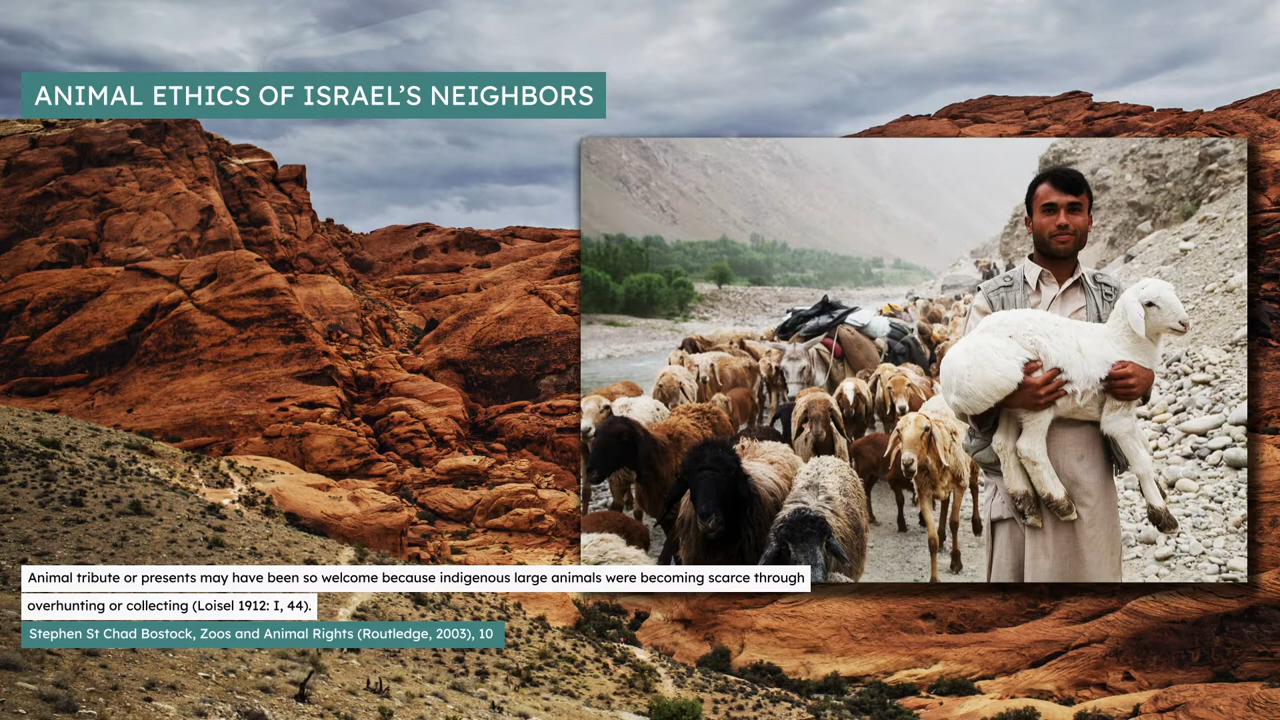 ANIMAL ETHICS OF ISRAEL’S NEIGHBORS
Animal tribute or presents may have been so welcome because indigenous large animals were becoming scarce through
overhunting or collecting (Loisel 1912: I, 44).
Stephen St Chad Bostock, Zoos and Animal Rights (Routledge, 2003), 10